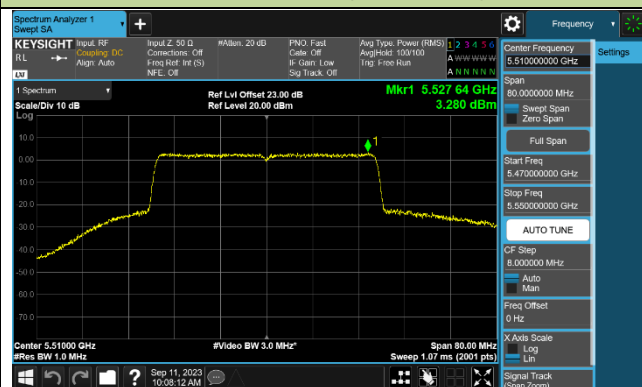 Spectrum Analyzer 1
Swept SA
Frequency
KEYSIGHT
RL
LXI
Input: RF
Coupling: DC
Align: Auto
Input Z: 50 Ω
Corrections: Off
Freq Ref: Int (S)
NFE: Off
#Atten: 20 dB
PNO: Fast
Gate: Off
IF Gain: Low
Sig Track: Off
Avg Type: Power (RMS)
Avg|Hold: 100/100
Trig: Free Run
1 2 3 4 5 6
A W W W W W
A N N N N N
Center Frequency
5.510000000 GHz
Settings
Span
80.0000000 MHz
Swept Span
Zero Span
Full Span
Start Freq
5.470000000 GHz
Stop Freq
5.550000000 GHz
AUTO TUNE
CF Step
8.000000 MHz
Auto
Man
Freq Offset
0 Hz
X Axis Scale
Log
Lin
Signal Track
(Span Zoom)
1 Spectrum
Scale/Div 10 dB
Log
Ref Lvl Offset 23.00 dB
Ref Level 20.00 dBm
Mkr1 5.527 64 GHz
3.280 dBm
1
10.0
0.00
-10.0
-20.0
-30.0
-40.0
-50.0
-60.0
-70.0
Center 5.51000 GHz
#Res BW 1.0 MHz
#Video BW 3.0 MHz*
Span 80.00 MHz
Sweep 1.07 ms (2001 pts)
Sep 11, 2023
10:08:12 AM